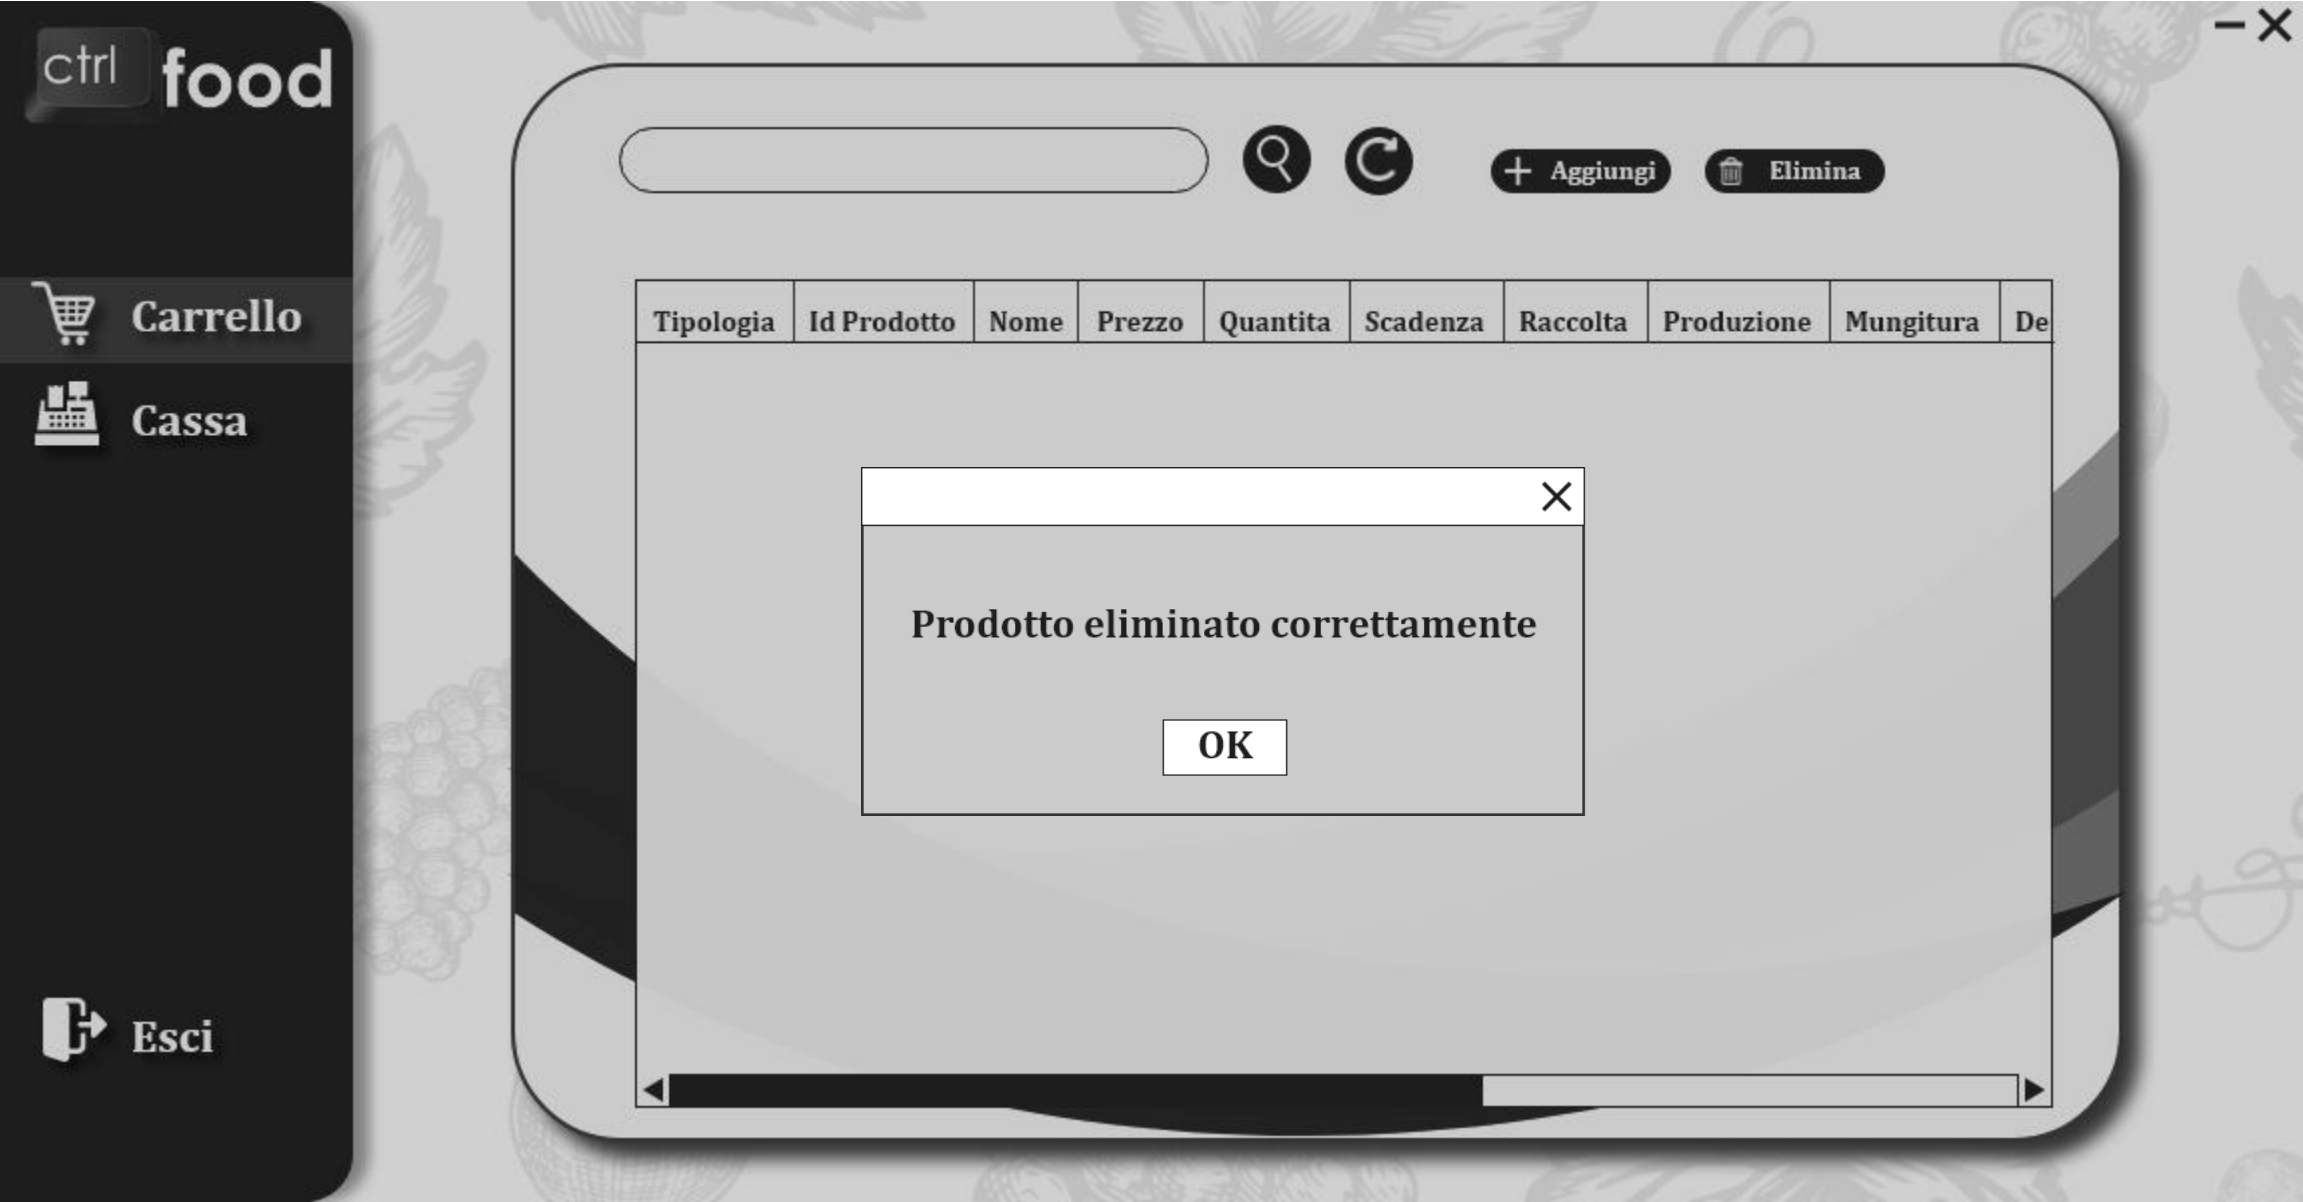 ctrl food
Aggiungi Elimina
Tipologia Id Prodotto Nome Prezzo Quantita Scadenza Raccolta Produzione Mungitura De
Carrello
Cassa
Prodotto eliminato correttamente
OK
Esci